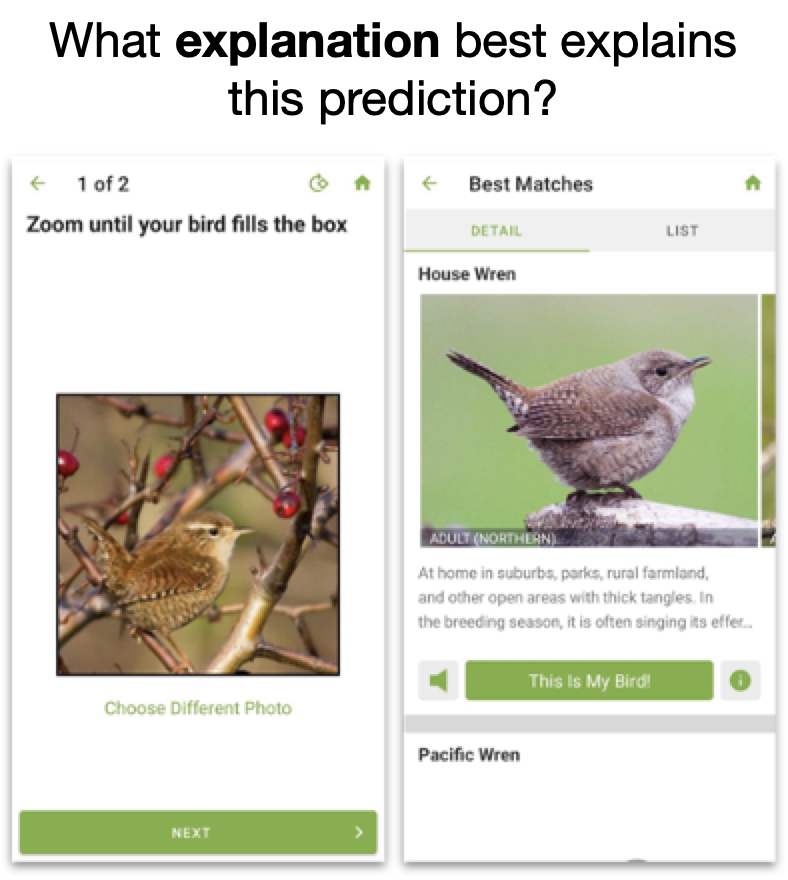 What explanation best explains
this prediction?
1 of 2
Zoom until your bird fills the box
Choose Different Photo
NEXT
Best Matches
DETAIL
LIST
House Wren
ADULT (NORTHERN)
At home in suburbs, parks, rural farmland,
and other open areas with thick tangles. In
the breeding season, it is often singing its effer...
This Is My Bird!
Pacific Wren